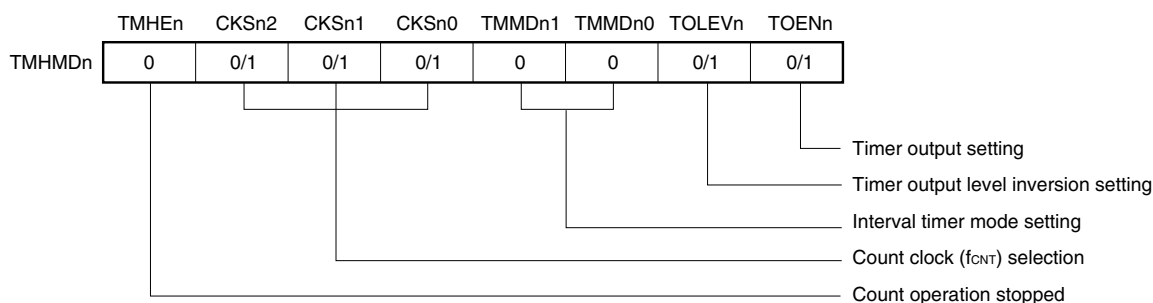 TMHEn CKSn2 CKSn1 CKSn0 TMMDn1 TMMDn0 TOLEVn TOENn
TMHMDn 0 0/1 0/1 0/1 0 0 0/1 0/1
Timer output setting
Timer output level inversion setting
Interval timer mode setting
Count clock (fCNT) selection
Count operation stopped